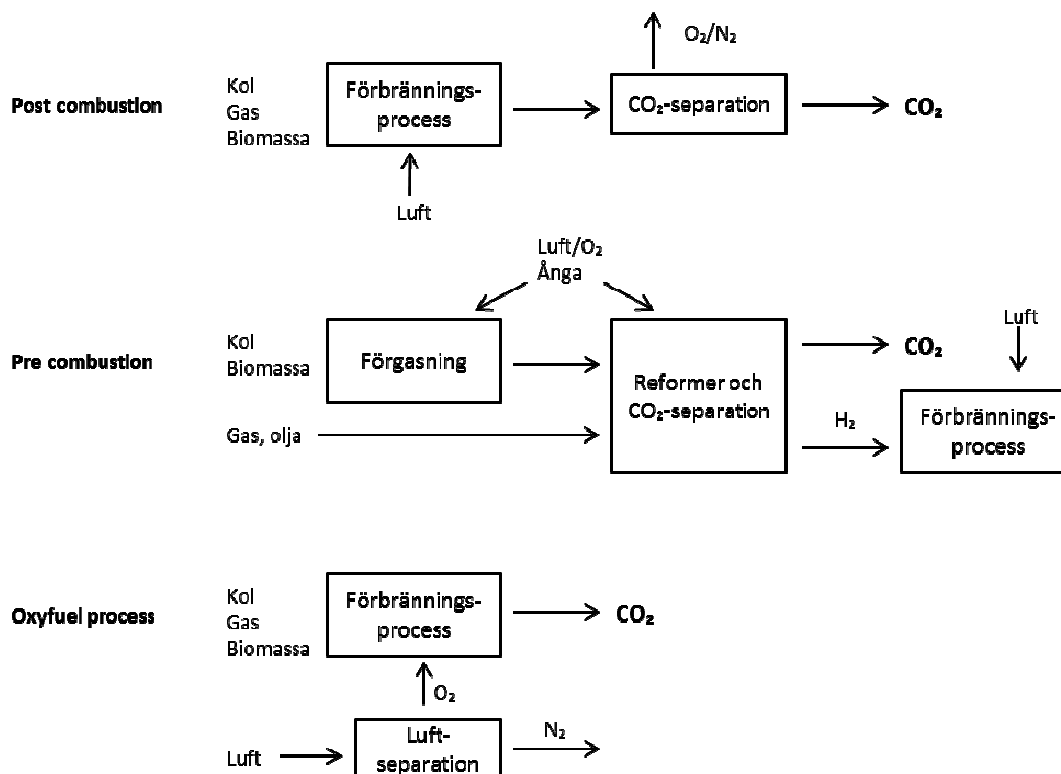 O₂/N₂
Post combustion
Kol
Gas
Biomassa
Förbrännings-
process
CO₂-separation
CO₂
Luft
Luft/O₂
Ånga
Pre combustion
Kol
Biomassa
Förgasning
Gas, olja
Reformer och
CO₂-separation
CO₂
H₂
Luft
Förbrännings-
process
Oxyfuel process
Kol
Gas
Biomassa
Förbrännings-
process
CO₂
O₂
Luft
Luft-
separation
N₂